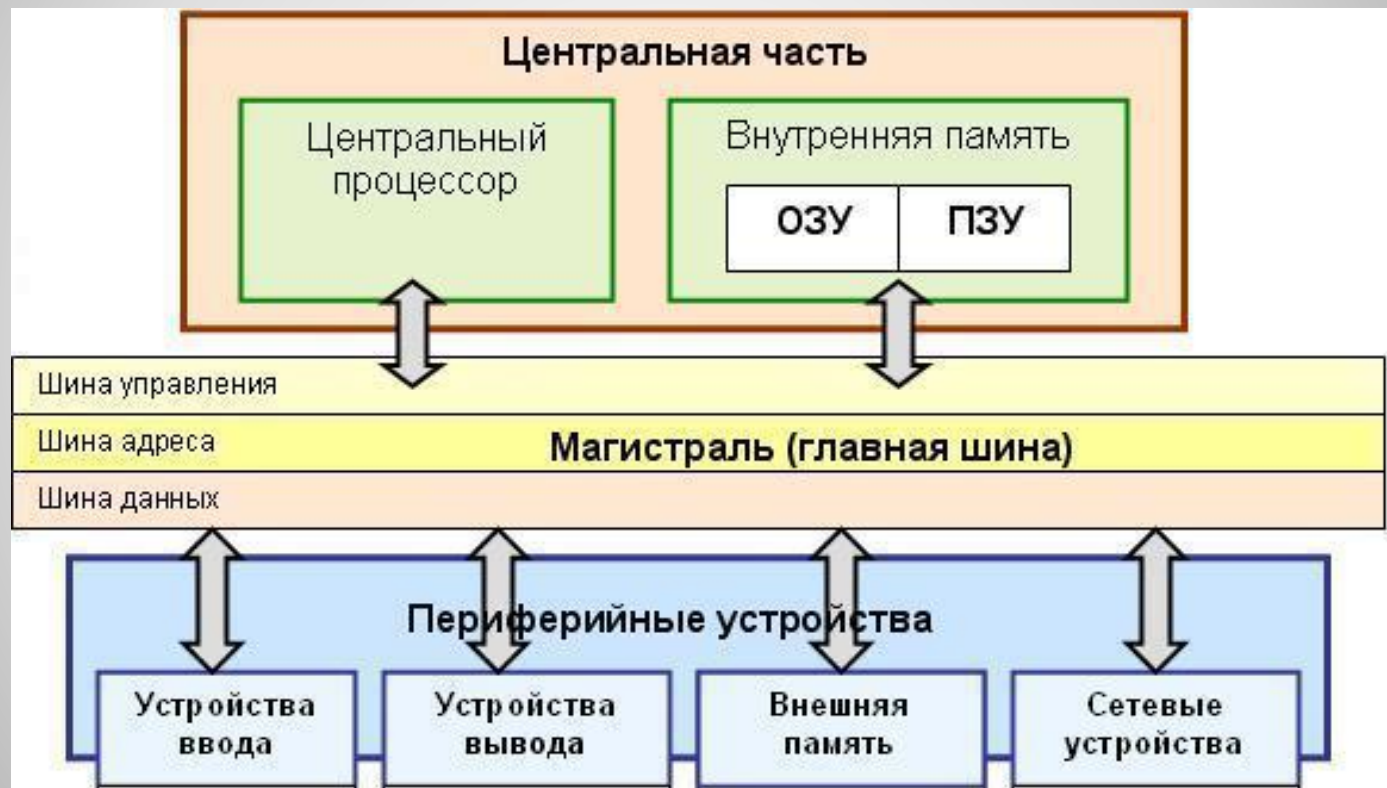 Центральная часть
Центральный
процессор
Внутренняя память
ОЗУ ПЗУ
Шина управления
Шина адреса
Магистраль (главная шина)
Шина данных
Периферийные устройства
Устройства
ввода
Устройства
вывода
Внешняя
память
Сетевые
устройства